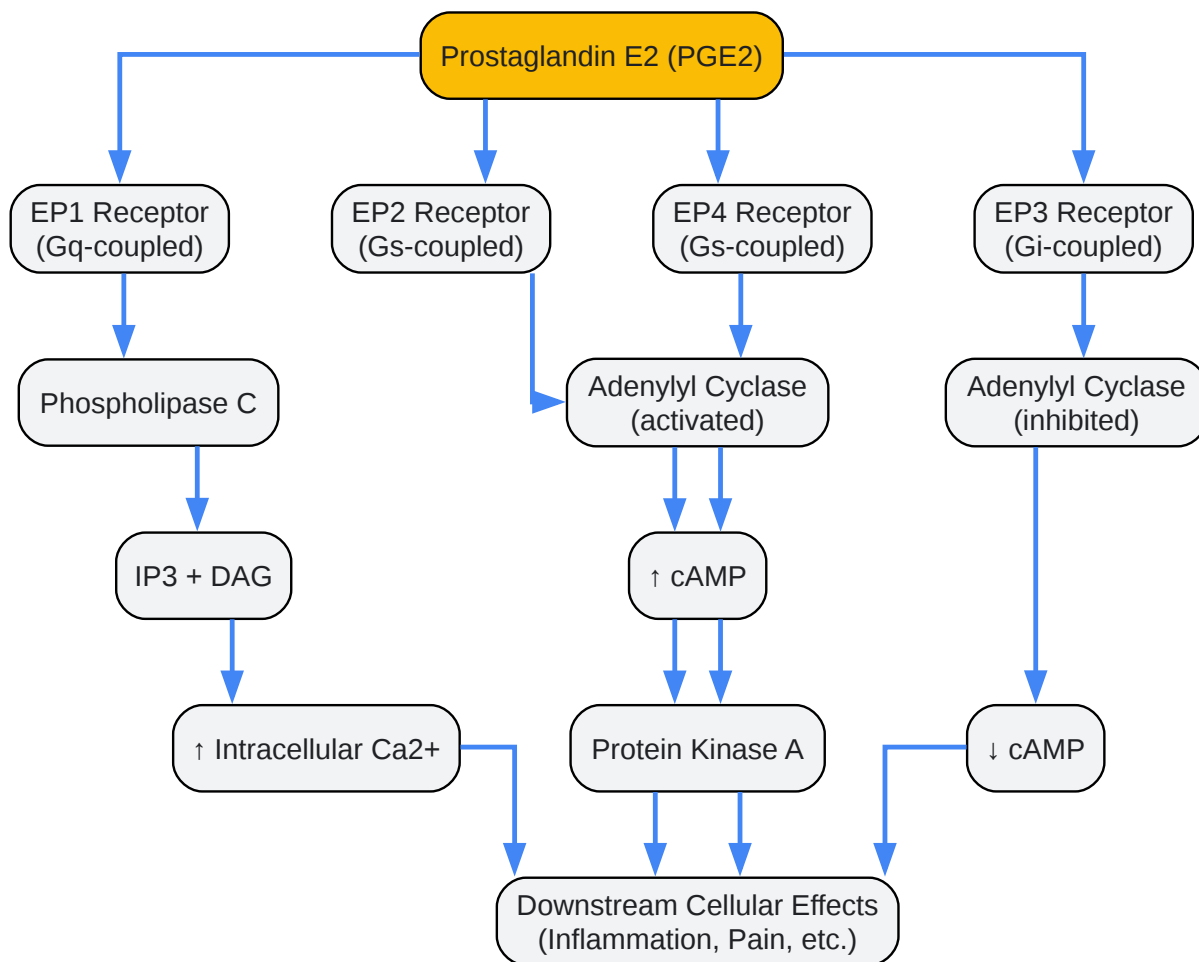 Prostaglandin E2 (PGE2)
EP1 Receptor
(Gq-coupled)
EP2 Receptor
(Gs-coupled)
EP4 Receptor
(Gs-coupled)
EP3 Receptor
(Gi-coupled)
Phospholipase C
Adenylyl Cyclase
(activated)
Adenylyl Cyclase
(inhibited)
IP3 + DAG
↑ cAMP
↑ Intracellular Ca2+
Protein Kinase A
↓ cAMP
Downstream Cellular Effects
(Inflammation, Pain, etc.)